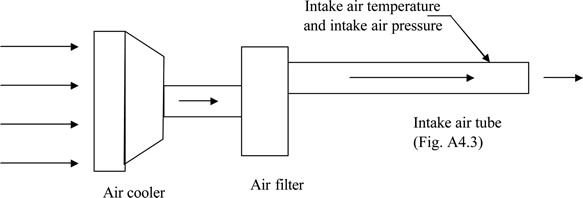 Intake air temperature
and intake air pressure
Intake air tube
(Fig. A4.3)
Air cooler
Air filter